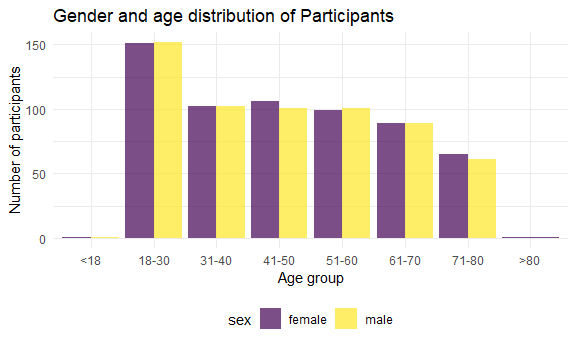 Gender and age distribution of Participants
Numner of participants
150
100
50
0
<18
18-30
31-40
41-50
51-60
61-70
71-80
>80
Age group
sex
female
male